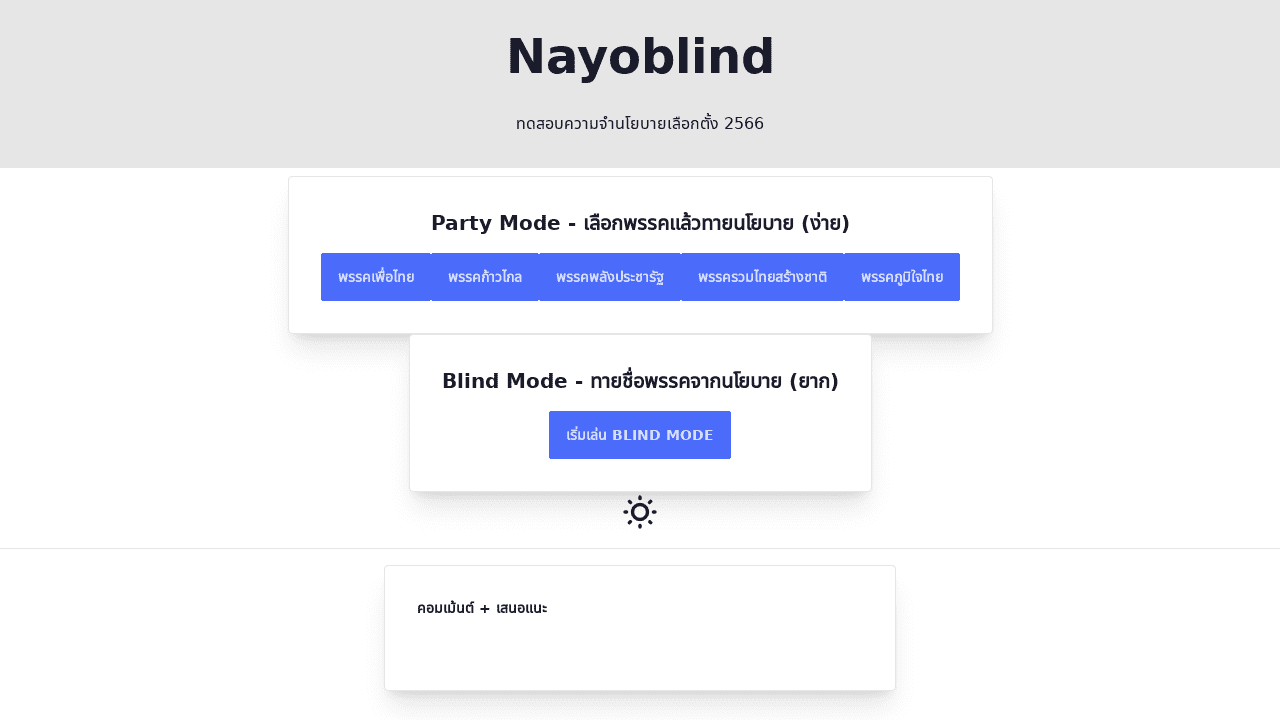 Nayoblind
ทดสอบความจำนโยบายเลือกตั้ง 2566
Party Mode - เลือกพรรคแล้วทายนโยบาย (ง่าย)
พรรคเพื่อไทย
พรรคก้าวไกล
พรรคพลังประชารัฐ
พรรครวมไทยสร้างชาติ
พรรคภูมิใจไทย
Blind Mode - ทายชื่อพรรคจากนโยบาย (ยาก)
เริ่มเล่น BLIND MODE
คอมเม้นต์ + เสนอแนะ